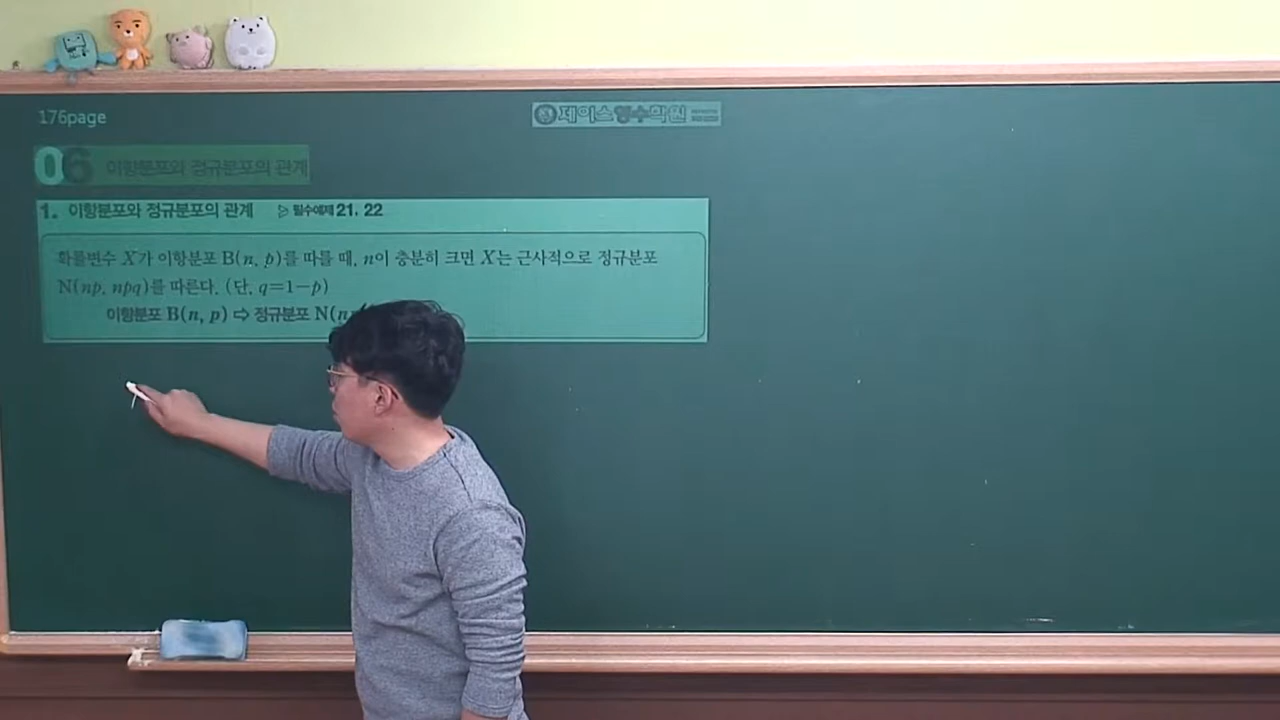 176page
제이스형수학원
06 이항분포와 정규분포의 관계
1. 이항분포와 정규분포의 관계 ▷ 필수예제 21. 22
확률변수 X가 이항분포 B(n, p)를 따를 때, n이 충분히 크면 X는 근사적으로 정규분포
N(np, npq)를 따른다. (단, q=1-p)
이항분포 B(n, p) ⇨ 정규분포 N(n